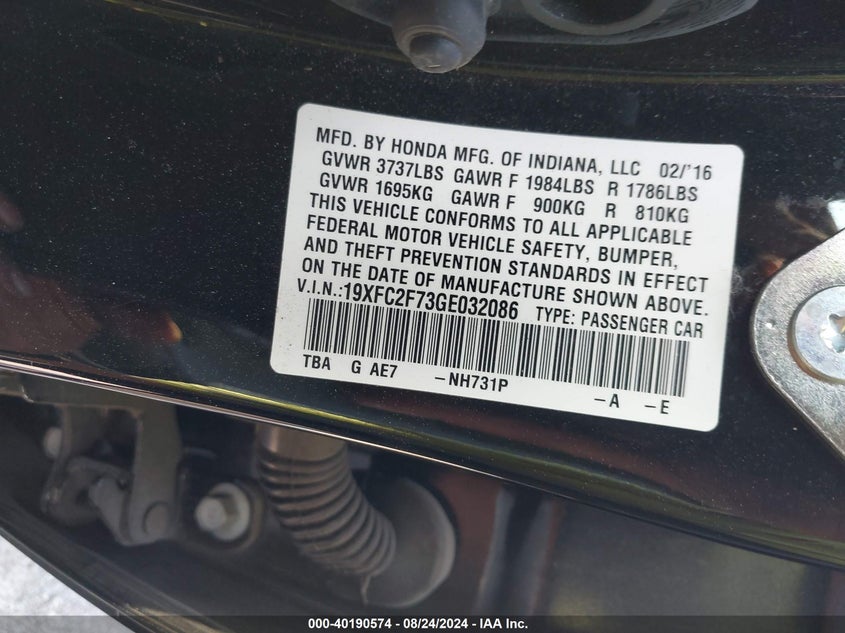 MFD. BY HONDA MFG. OF INDIANA, LLC 02/'16
GVWR 3737LBS GAWR F 1984LBS R 1786LBS
GVWR 1695KG GAWR F 900KG R 810KG
THIS VEHICLE CONFORMS TO ALL APPLICABLE
FEDERAL MOTOR VEHICLE SAFETY, BUMPER,
AND THEFT PREVENTION STANDARDS IN EFFECT
ON THE DATE OF MANUFACTURE SHOWN ABOVE.
V.I.N.:19XFC2F73GE032086 TYPE: PASSENGER CAR
TBA G AE7 -NH731P
-A -E
000-40190574 • 08/24/2024 - IAA Inc.